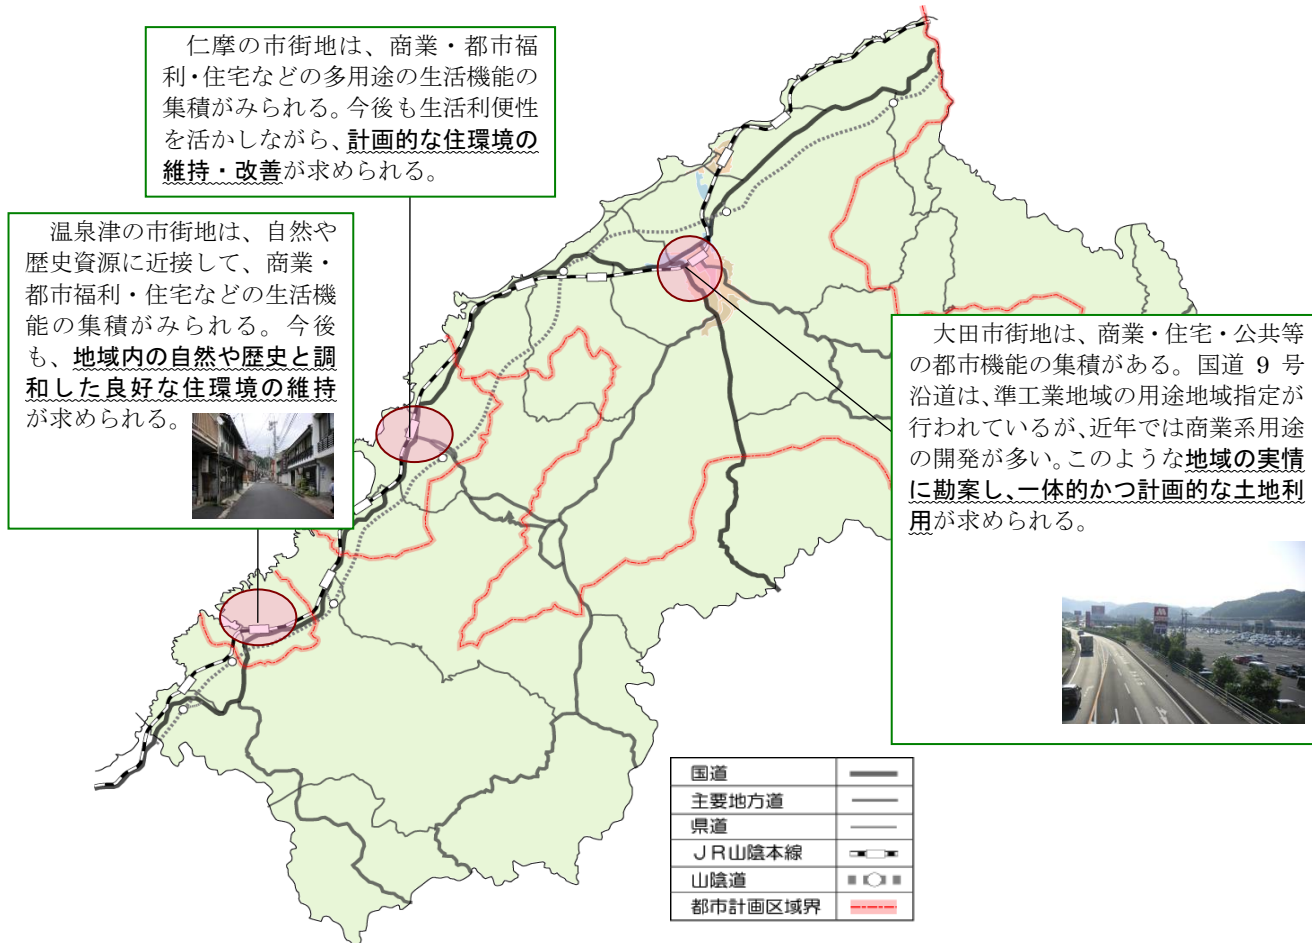 仁摩の市街地は、商業・都市福
利・住宅などの多用途の生活機能の
集積がみられる。今後も生活利便性
を活かしながら、計画的な住環境の
維持・改善が求められる。
温泉津の市街地は、自然や
歴史資源に近接して、商業・
都市福利・住宅などの生活機
能の集積がみられる。今後
も、地域内の自然や歴史と調
和した良好な住環境の維持
が求められる。
大田市街地は、商業・住宅・公共等
の都市機能の集積がある。国道 9 号
沿道は、準工業地域の用途地域指定が
行われているが、近年では商業系用途
の開発が多い。このような地域の実情
に勘案し、一体的かつ計画的な土地利
用が求められる。
国道
主要地方道
県道
ＪＲ山陰本線
山陰道
都市計画区域界